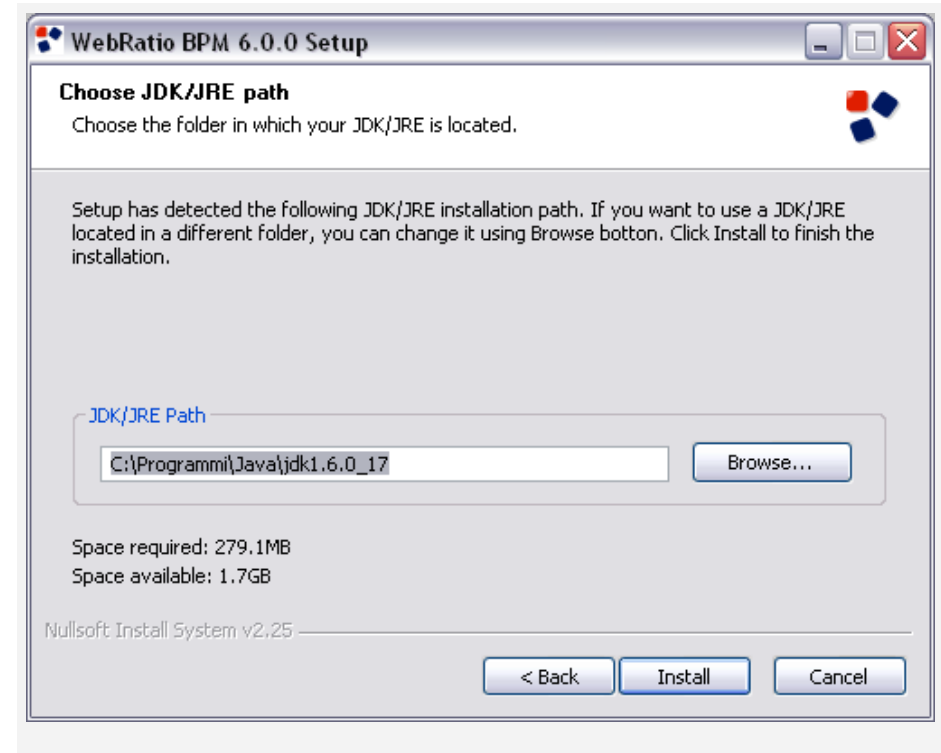 WebRatio BPM 6.0.0 Setup
Choose JDK/JRE path
Choose the folder in which your JDK/JRE is located.
Setup has detected the following JDK/JRE installation path. If you want to use a JDK/JRE
located in a different folder, you can change it using Browse botton. Click Install to finish the
installation.
JDK/JRE Path
C:\Programmi\Java\jdk1.6.0_17
Browse...
Space required: 279.1MB
Space available: 1.7GB
Nullsoft Install System v2.25
< Back
Install
Cancel